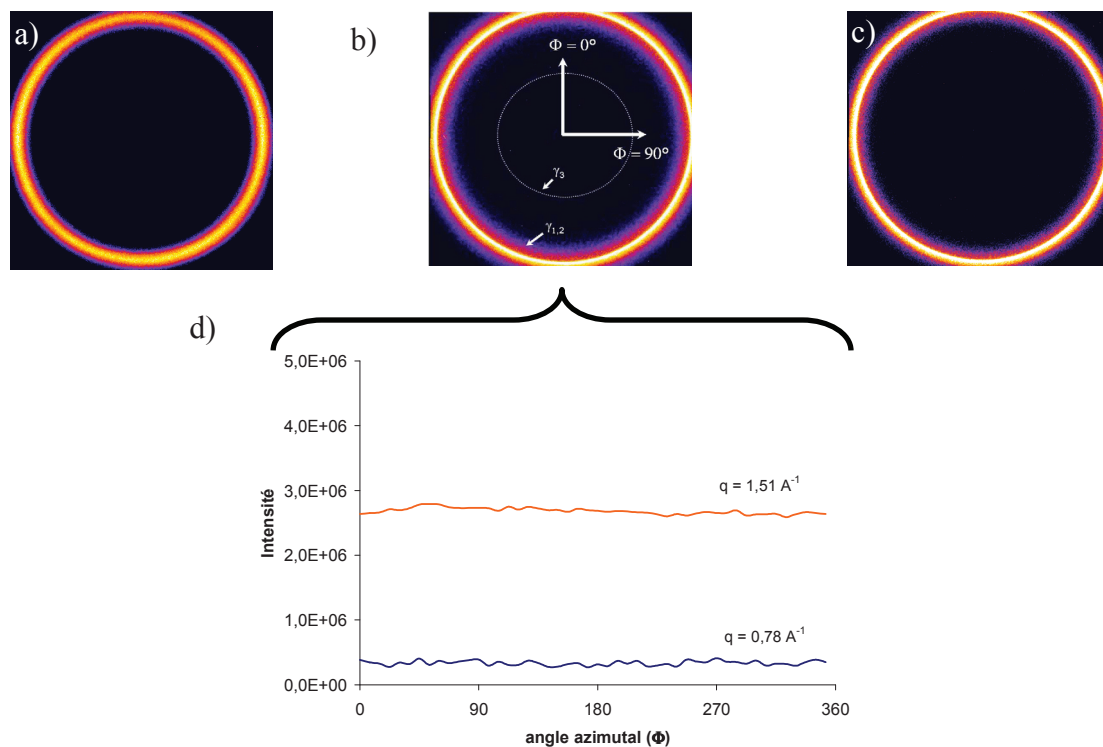 a)
b)
c)
Φ = 0°
Φ = 90°
γ3
γ1,2
d)
5,0E+06
4,0E+06
3,0E+06
2,0E+06
1,0E+06
0,0E+00
Intensité
q = 1,51 A-1
q = 0,78 A-1
0 90 180 270 360
angle azimutal (Φ)